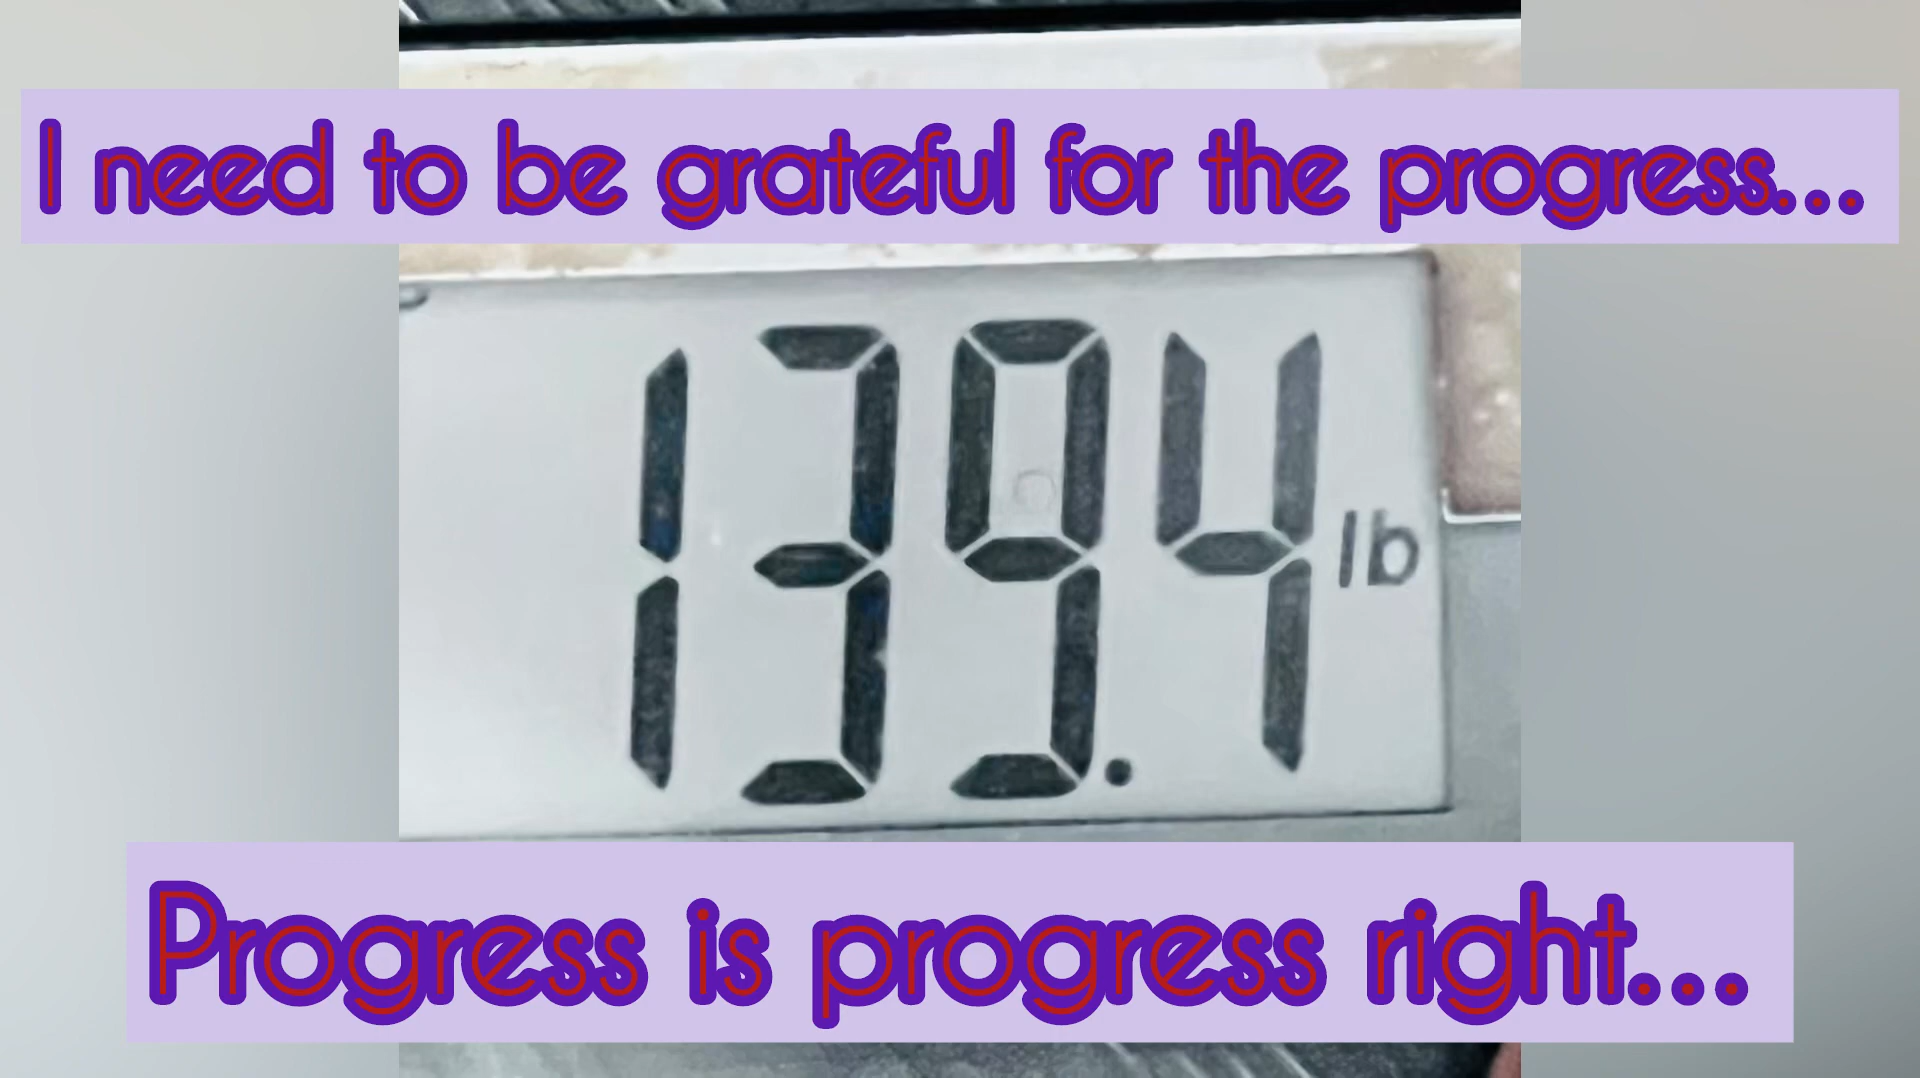 I need to be grateful for the progress...
139.4 lb
Progress is progress right...